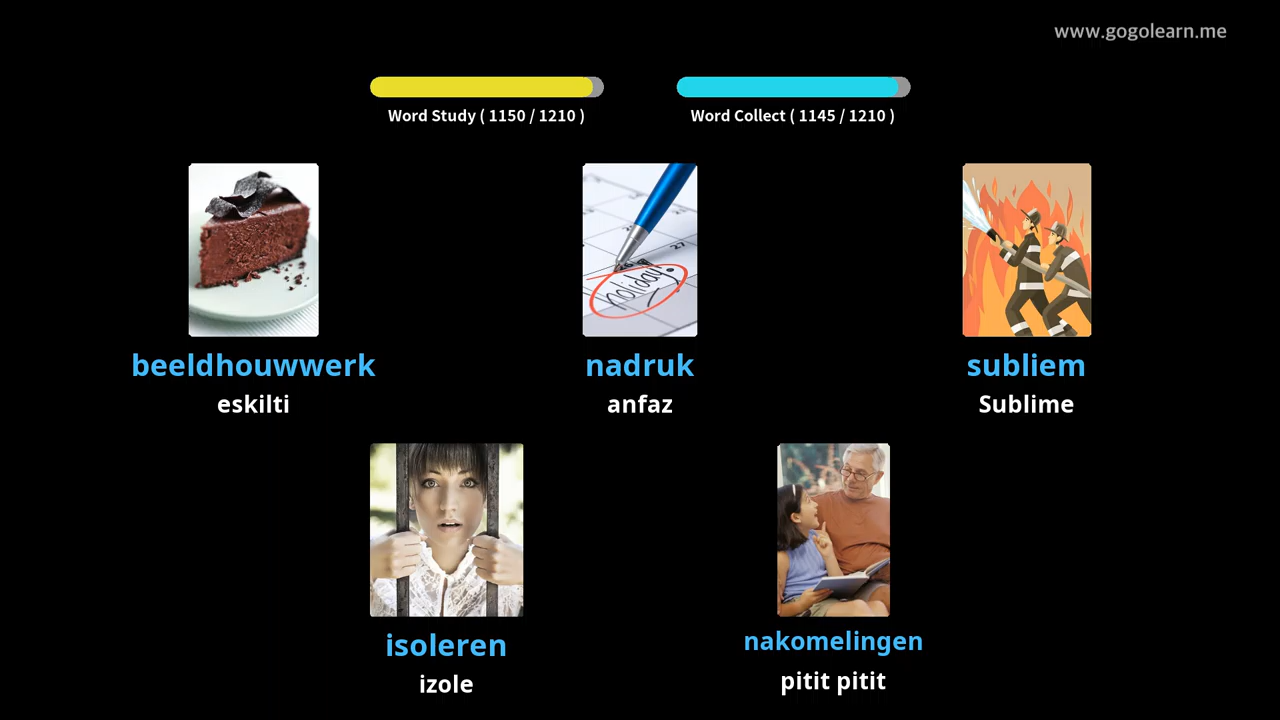 www.gogolearn.me
Word Study ( 1150 / 1210 )
Word Collect ( 1145 / 1210 )
27
holiday!
beeldhouwwerk
nadruk
subliem
eskilti
anfaz
Sublime
isoleren
nakomelingen
izole
pitit pitit